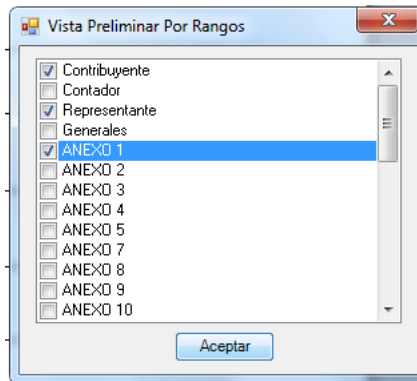 Vista Preliminar Por Rangos
Contribuyente
Contador
Representante
Generales
ANEXO 1
ANEXO 2
ANEXO 3
ANEXO 4
ANEXO 5
ANEXO 7
ANEXO 8
ANEXO 9
ANEXO 10
Aceptar